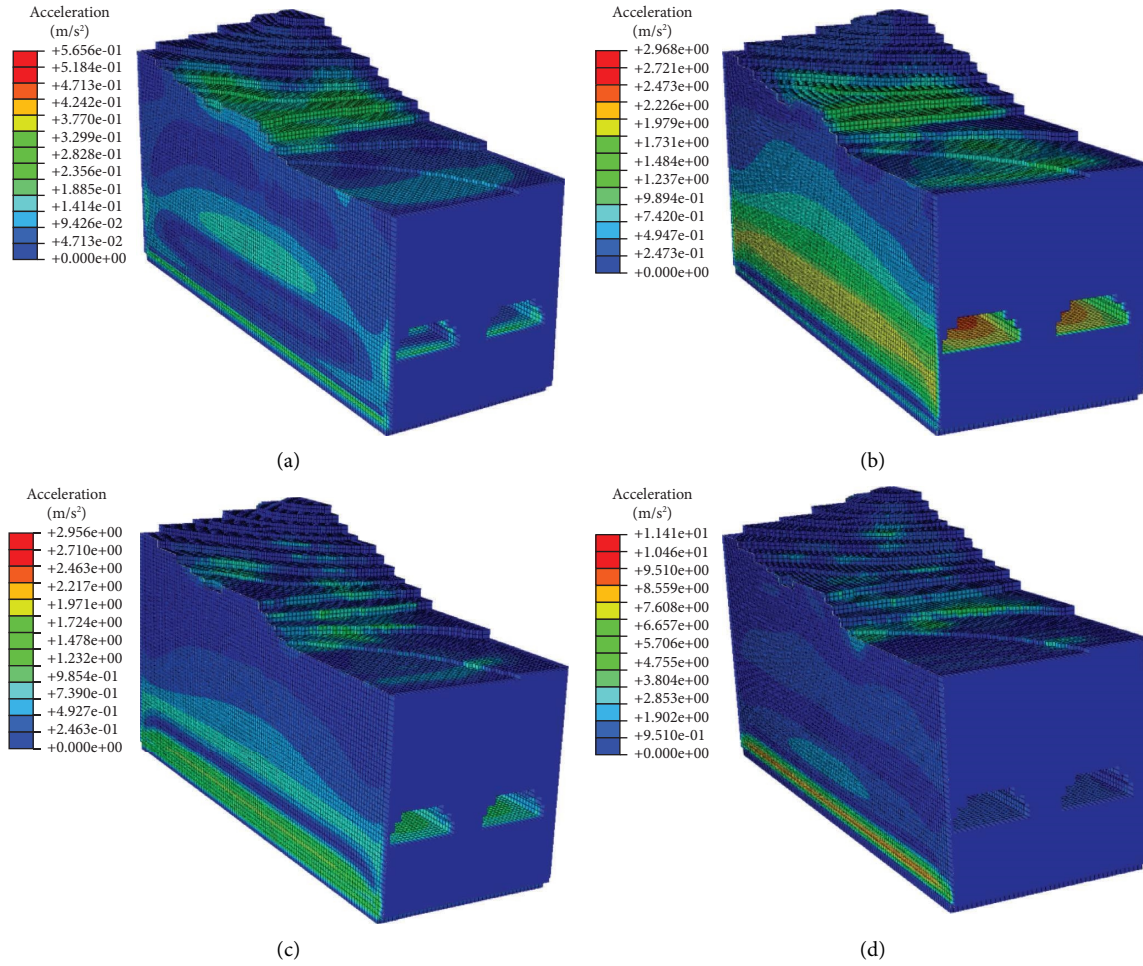 Acceleration
(m/s²)
+5.656e-01
+5.184e-01
+4.713e-01
+4.242e-01
+3.770e-01
+3.299e-01
+2.828e-01
+2.356e-01
+1.885e-01
+1.414e-01
+9.426e-02
+4.713e-02
+0.000e+00
(a)
Acceleration
(m/s²)
+2.968e+00
+2.721e+00
+2.473e+00
+2.226e+00
+1.979e+00
+1.731e+00
+1.484e+00
+1.237e+00
+9.894e-01
+7.420e-01
+4.947e-01
+2.473e-01
+0.000e+00
(b)
Acceleration
(m/s²)
+2.956e+00
+2.710e+00
+2.463e+00
+2.217e+00
+1.971e+00
+1.724e+00
+1.478e+00
+1.232e+00
+9.854e-01
+7.390e-01
+4.927e-01
+2.463e-01
+0.000e+00
(c)
Acceleration
(m/s²)
+1.141e+01
+1.046e+01
+9.510e+00
+8.559e+00
+7.608e+00
+6.657e+00
+5.706e+00
+4.755e+00
+3.804e+00
+2.853e+00
+1.902e+00
+9.510e-01
+0.000e+00
(d)